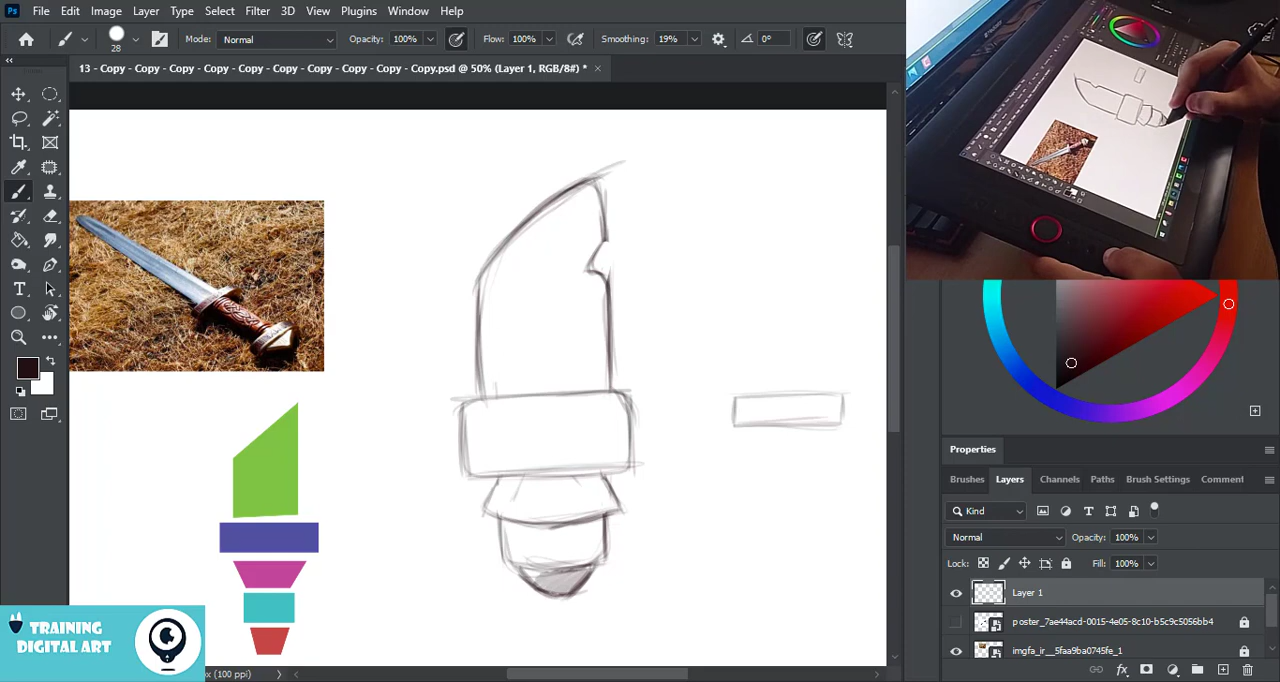 Ps File Edit Image Layer Type Select Filter 3D View Plugins Window Help
28 Mode: Normal Opacity: 100% Flow: 100% Smoothing: 19% 0°
13 - Copy - Copy - Copy - Copy - Copy - Copy - Copy - Copy - Copy.psd @ 50% (Layer 1, RGB/8#) * ×
Properties
Brushes Layers Channels Paths Brush Settings Comment
Kind
Normal Opacity: 100%
Lock: Fill: 100%
Layer 1
poster_7ae44acd-0015-4e05-8c10-b5c9c5056bb4
imgfa_ir__5faa9ba0745fe_1
TRAINING
DIGITAL ART
px (100 ppi)